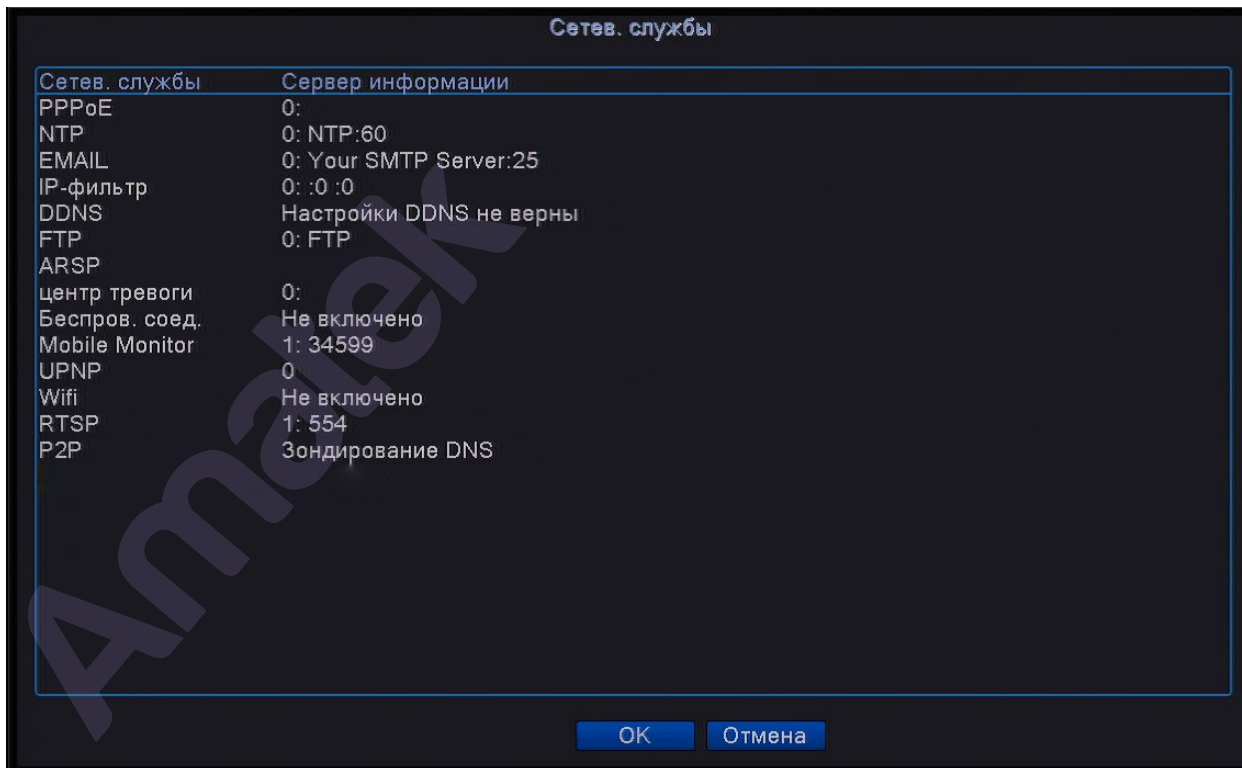 Сетев. службы
Сетев. службы Сервер информации
PPPoE 0:
NTP 0: NTP:60
EMAIL 0: Your SMTP Server:25
IP-фильтр 0: :0 :0
DDNS Настройки DDNS не верны
FTP 0: FTP
ARSP
центр тревоги 0:
Беспров. соед. Не включено
Mobile Monitor 1: 34599
UPNP 0
Wifi Не включено
RTSP 1: 554
P2P Зондирование DNS
Amatek
OK Отмена